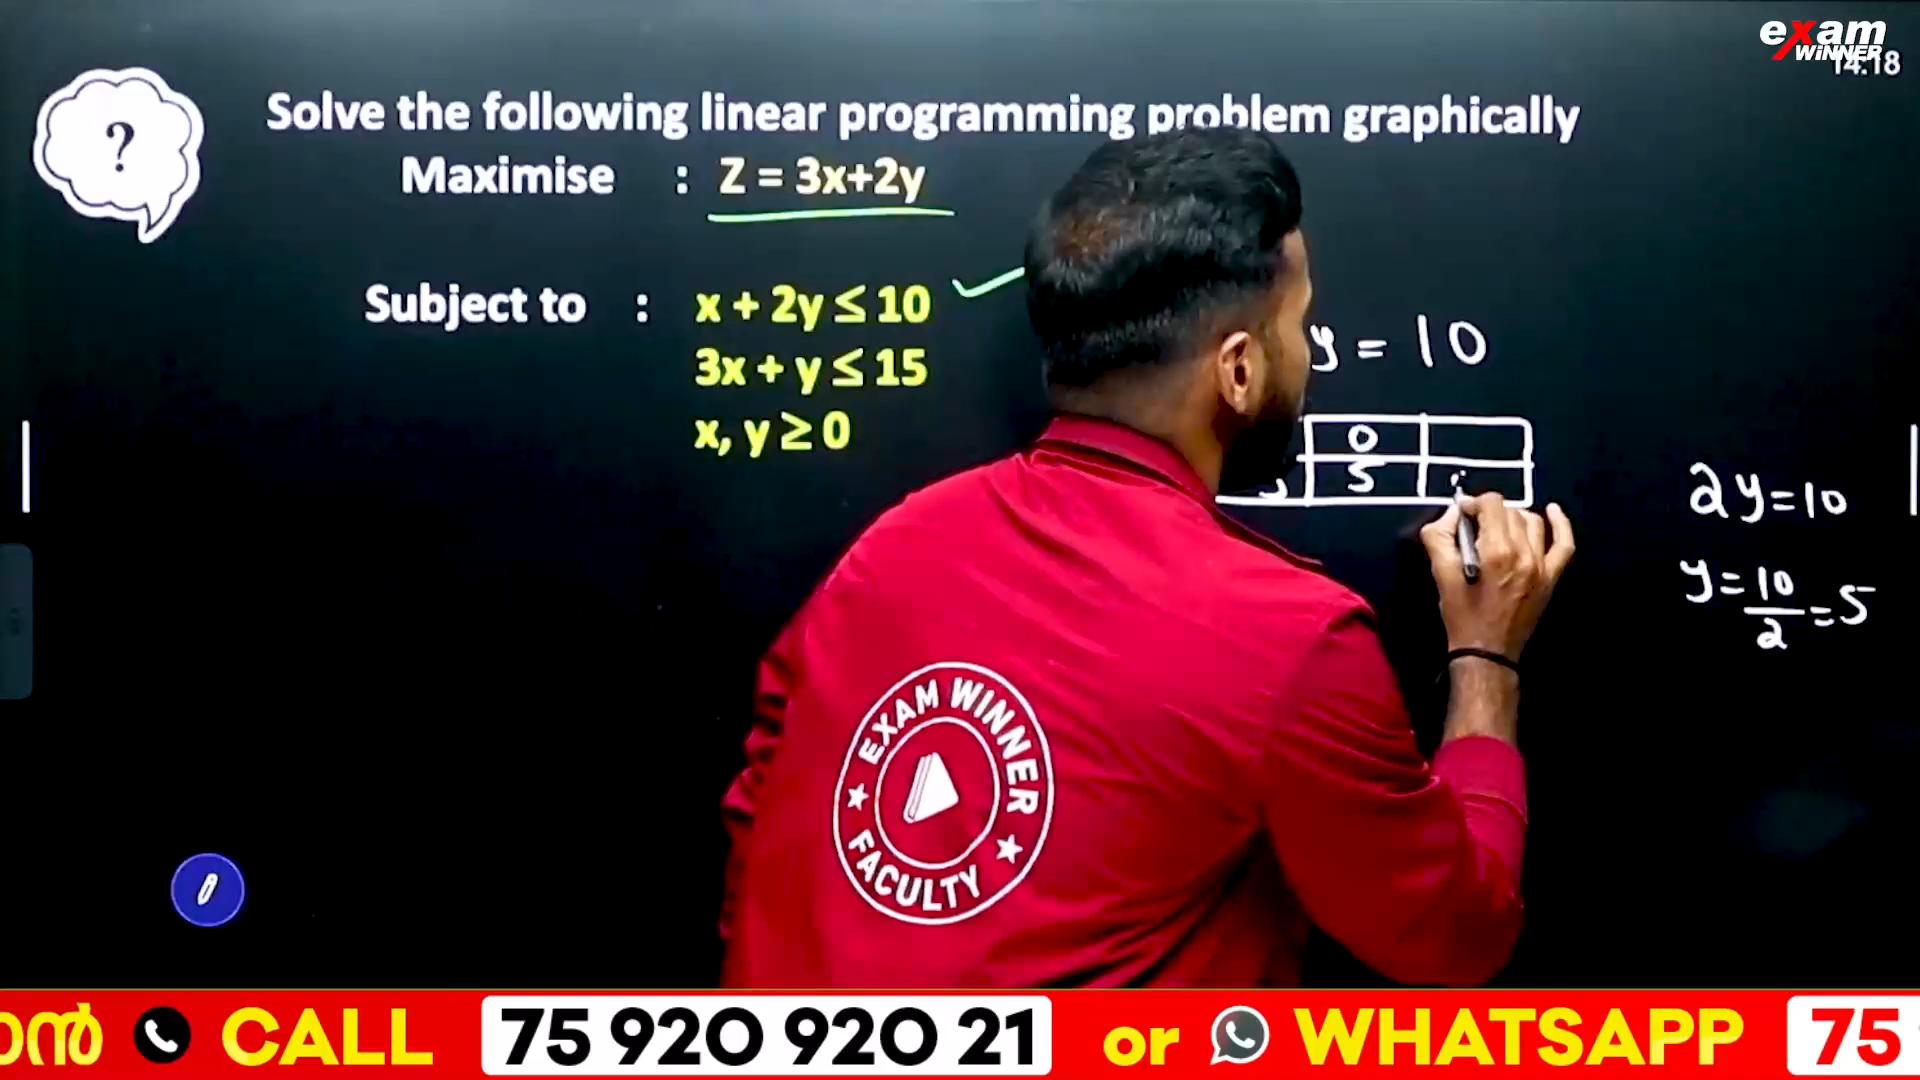 exam
WiNNER
14:18
?
Solve the following linear programming problem graphically
Maximise : Z = 3x+2y
Subject to : x + 2y ≤ 10
3x + y ≤ 15
x, y ≥ 0
y = 10
0
5
2y=10
y=10/2=5
EXAM WINNER
FACULTY
CALL 75 920 920 21 or WHATSAPP 75